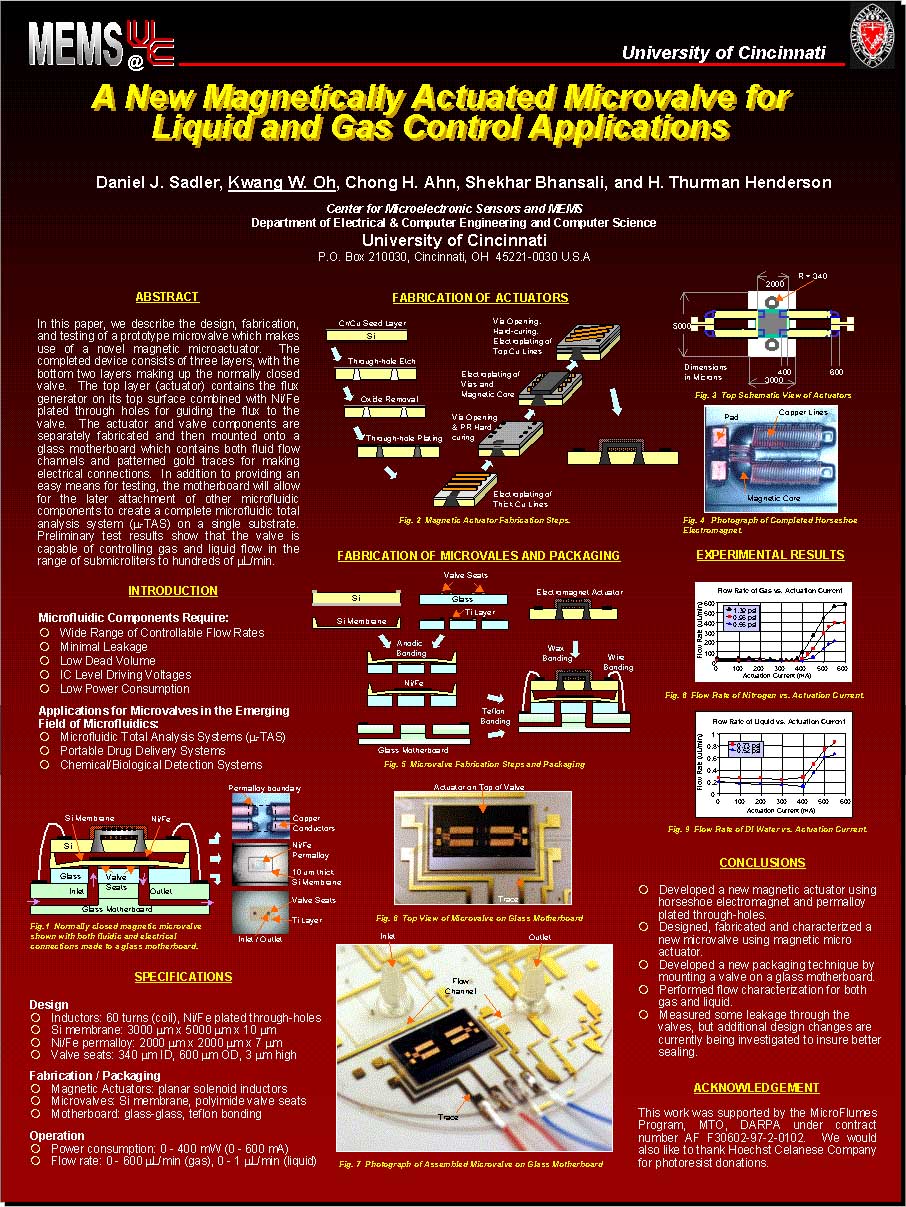 MEMS
@
UC
University of Cincinnati
A New Magnetically Actuated Microvalve for
Liquid and Gas Control Applications
Daniel J. Sadler, Kwang W. Oh, Chong H. Ahn, Shekhar Bhansali, and H. Thurman Henderson
Center for Microelectronic Sensors and MEMS
Department of Electrical & Computer Engineering and Computer Science
University of Cincinnati
P.O. Box 210030, Cincinnati, OH 45221-0030 U.S.A
ABSTRACT
In this paper, we describe the design, fabrication,
and testing of a prototype microvalve which makes
use of a novel magnetic microactuator. The
completed device consists of three layers, with the
bottom two layers making up the normally closed
valve. The top layer (actuator) contains the flux
generator on its top surface combined with Ni/Fe
plated through holes for guiding the flux to the
valve. The actuator and valve components are
separately fabricated and then mounted onto a
glass motherboard which contains both fluid flow
channels and patterned gold traces for making
electrical connections. In addition to providing an
easy means for testing, the motherboard will allow
for the later attachment of other microfluidic
components to create a complete microfluidic total
analysis system (µ-TAS) on a single substrate.
Preliminary test results show that the valve is
capable of controlling gas and liquid flow in the
range of submicroliters to hundreds of µL/min.
INTRODUCTION
Microfluidic Components Require:
Wide Range of Controllable Flow Rates
Minimal Leakage
Low Dead Volume
IC Level Driving Voltages
Low Power Consumption
Applications for Microvalves in the Emerging
Field of Microfluidics:
Microfluidic Total Analysis Systems (µ-TAS)
Portable Drug Delivery Systems
Chemical/Biological Detection Systems
Permalloy boundary
Si Membrane
Ni/Fe
Si
Glass
Valve
Seats
Inlet
Outlet
Glass Motherboard
Copper
Conductors
Ni/Fe
Permalloy
10 um thick
Si Membrane
Valve Seats
Ti Layer
Inlet / Outlet
Fig.1 Normally closed magnetic microvalve
shown with both fluidic and electrical
connections made to a glass motherboard.
SPECIFICATIONS
Design
Inductors: 60 turns (coil), Ni/Fe plated through-holes
Si membrane: 3000 µm x 5000 µm x 10 µm
Ni/Fe permalloy: 2000 µm x 2000 µm x 7 µm
Valve seats: 340 µm ID, 600 µm OD, 3 µm high
Fabrication / Packaging
Magnetic Actuators: planar solenoid inductors
Microvalves: Si membrane, polyimide valve seats
Motherboard: glass-glass, teflon bonding
Operation
Power consumption: 0 - 400 mW (0 - 600 mA)
Flow rate: 0 - 600 µL/min (gas), 0 - 1 µL/min (liquid)
FABRICATION OF ACTUATORS
Cr/Cu Seed Layer
Si
Through-hole Etch
Oxide Removal
Through-hole Plating
Via Opening,
Hard-curing,
Electroplating of
Top Cu Lines
Electroplating of
Vias and
Magnetic Core
Via Opening
& PR Hard
curing
Electroplating of
Thick Cu Lines
Fig. 2 Magnetic Actuator Fabrication Steps.
FABRICATION OF MICROVALES AND PACKAGING
Valve Seats
Si
Glass
Electromagnet Actuator
Si Membrane
Ti Layer
Anodic
Bonding
Wax
Bonding
Wire
Bonding
Ni/Fe
Teflon
Bonding
Glass Motherboard
Fig. 5 Microvalve Fabrication Steps and Packaging
Actuator on Top of Valve
Trace
Fig. 6 Top View of Microvalve on Glass Motherboard
Inlet
Outlet
Flow
Channel
Trace
Fig. 7 Photograph of Assembled Microvalve on Glass Motherboard
R = 340
2000
5000
Dimensions
in Microns
400
600
3000
Fig. 3 Top Schematic View of Actuators
Pad
Copper Lines
Magnetic Core
Fig. 4 Photograph of Completed Horseshoe
Electromagnet.
EXPERIMENTAL RESULTS
Flow Rate of Gas vs. Actuation Current
Flow Rate (uL/min)
600
500
400
300
200
100
0
1.39 psi
0.96 psi
0.56 psi
0 100 200 300 400 500 600
Actuation Current (mA)
Fig. 8 Flow Rate of Nitrogen vs. Actuation Current.
Flow Rate of Liquid vs. Actuation Current
Flow Rate (uL/min)
1
0.8
0.6
0.4
0.2
0
0 100 200 300 400 500 600
Actuation Current (mA)
Fig. 9 Flow Rate of DI Water vs. Actuation Current.
CONCLUSIONS
Developed a new magnetic actuator using
horseshoe electromagnet and permalloy
plated through-holes.
Designed, fabricated and characterized a
new microvalve using magnetic micro
actuator.
Developed a new packaging technique by
mounting a valve on a glass motherboard.
Performed flow characterization for both
gas and liquid.
Measured some leakage through the
valves, but additional design changes are
currently being investigated to insure better
sealing.
ACKNOWLEDGEMENT
This work was supported by the MicroFlumes
Program, MTO, DARPA under contract
number AF F30602-97-2-0102. We would
also like to thank Hoechst Celanese Company
for photoresist donations.